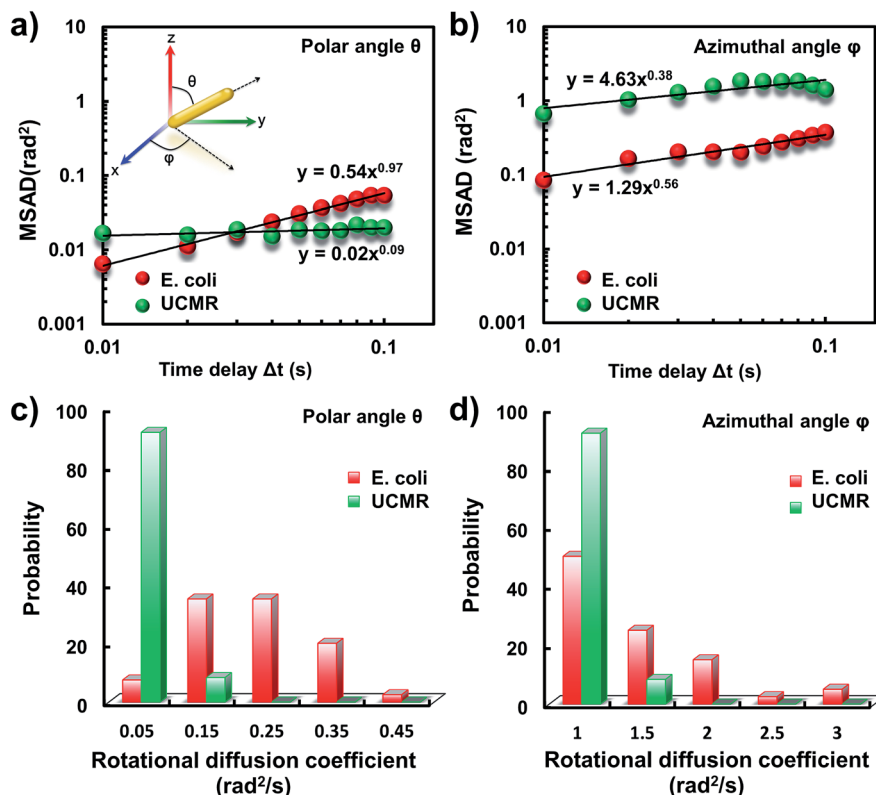 a)
Polar angle θ
MSAD(rad²)
10
1
0.1
0.01
0.001
z
θ
y
x
φ
y = 0.54x^0.97
y = 0.02x^0.09
E. coli
UCMR
0.01
0.1
Time delay Δt (s)
b)
Azimuthal angle φ
MSAD (rad²)
10
1
0.1
0.01
0.001
y = 4.63x^0.38
y = 1.29x^0.56
E. coli
UCMR
0.01
0.1
Time delay Δt (s)
c)
Polar angle θ
Probability
100
80
60
40
20
0
E. coli
UCMR
0.05 0.15 0.25 0.35 0.45
Rotational diffusion coefficient
(rad²/s)
d)
Azimuthal angle φ
Probability
100
80
60
40
20
0
E. coli
UCMR
1 1.5 2 2.5 3
Rotational diffusion coefficient
(rad²/s)